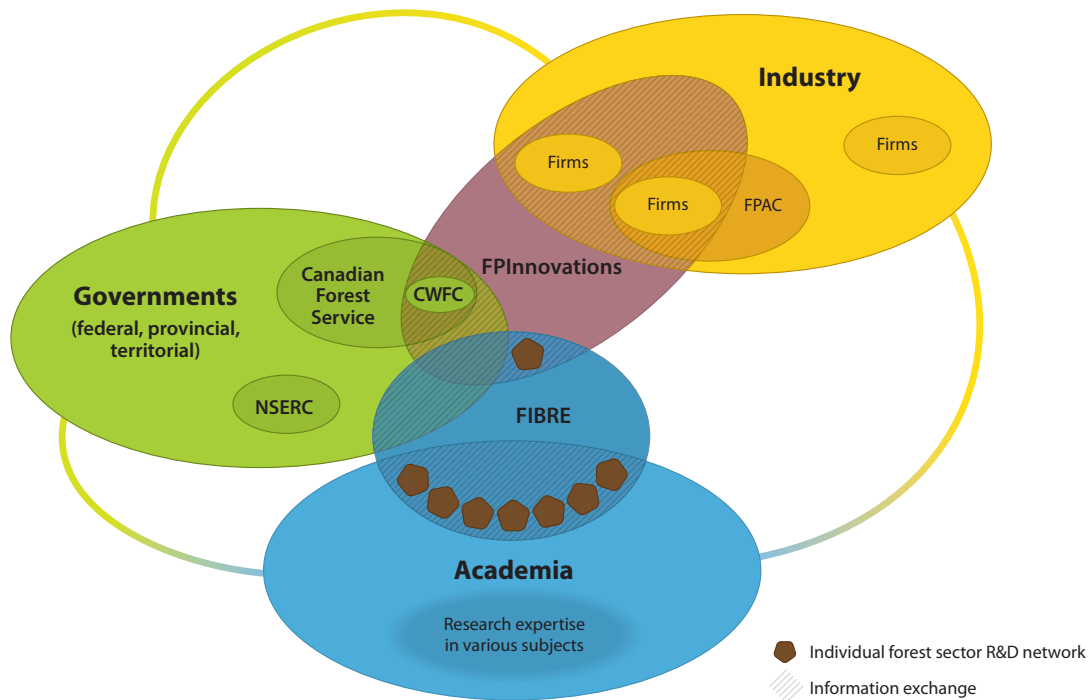 Industry
Firms
Firms
Firms
FPAC
FPInnovations
Canadian
Forest
Service
CWFC
Governments
(federal, provincial,
territorial)
NSERC
FIBRE
Academia
Research expertise
in various subjects
Individual forest sector R&D network
Information exchange